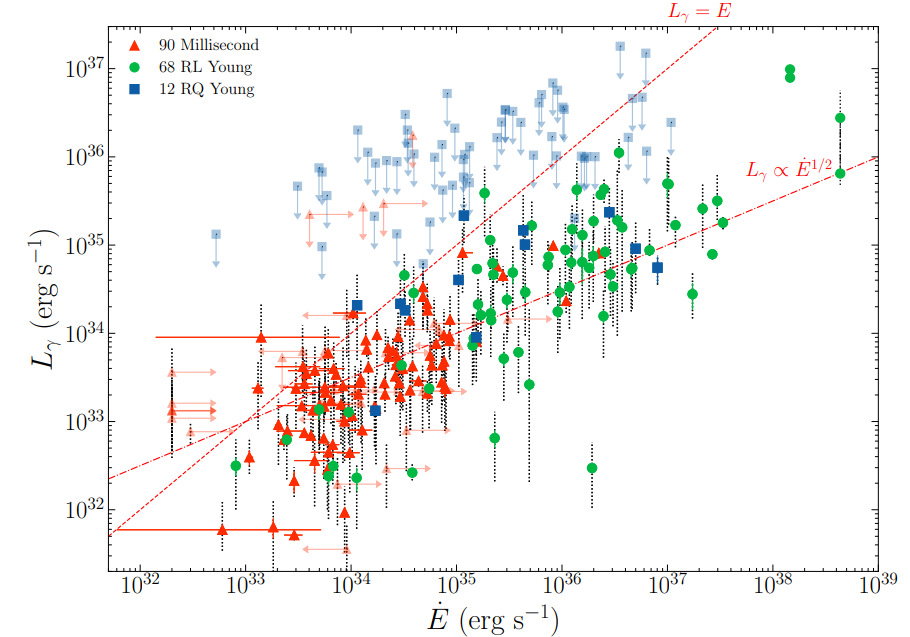 L_γ = E
90 Millisecond
68 RL Young
12 RQ Young
L_γ ∝ Ė^{1/2}
10^{37}
10^{36}
10^{35}
10^{34}
10^{33}
10^{32}
L_γ (erg s^{−1})
10^{32} 10^{33} 10^{34} 10^{35} 10^{36} 10^{37} 10^{38} 10^{39}
Ė (erg s^{−1})